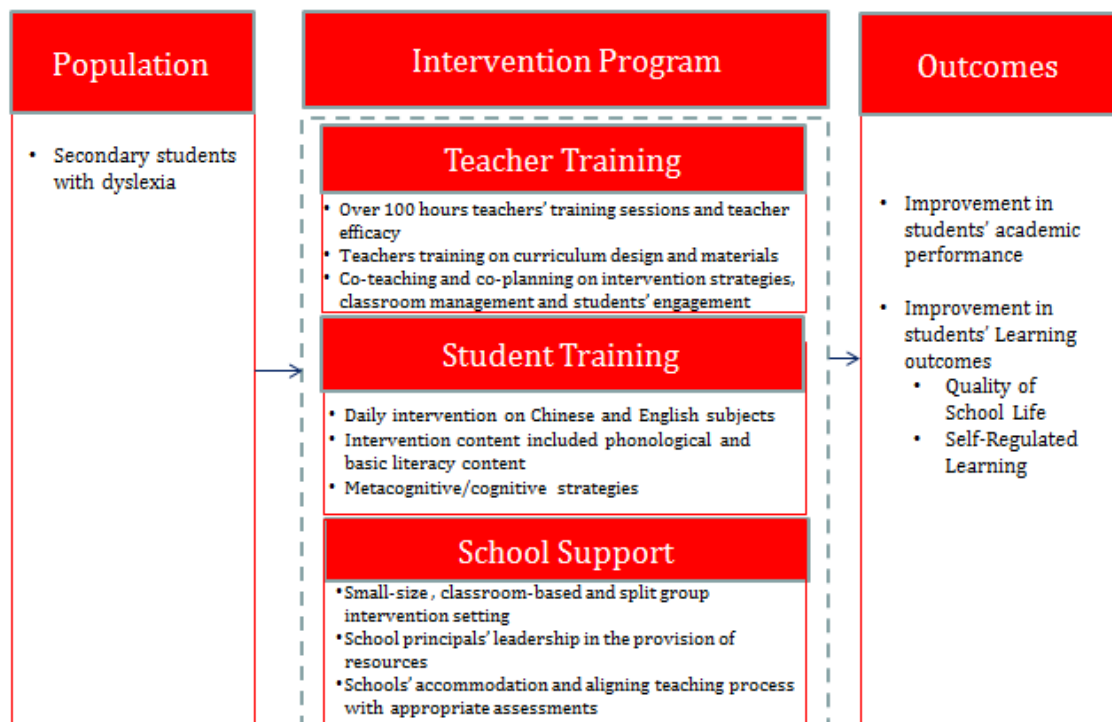 Population
• Secondary students
with dyslexia
Intervention Program
Teacher Training
• Over 100 hours teachers’ training sessions and teacher
efficacy
• Teachers training on curriculum design and materials
• Co-teaching and co-planning on intervention strategies,
classroom management and students’ engagement
Student Training
• Daily intervention on Chinese and English subjects
• Intervention content included phonological and
basic literacy content
• Metacognitive/cognitive strategies
School Support
•Small-size , classroom-based and split group
intervention setting
•School principals’ leadership in the provision of
resources
•Schools’ accommodation and aligning teaching process
with appropriate assessments
Outcomes
• Improvement in
students’ academic
performance
• Improvement in
students’ Learning
outcomes
• Quality of
School Life
• Self-Regulated
Learning